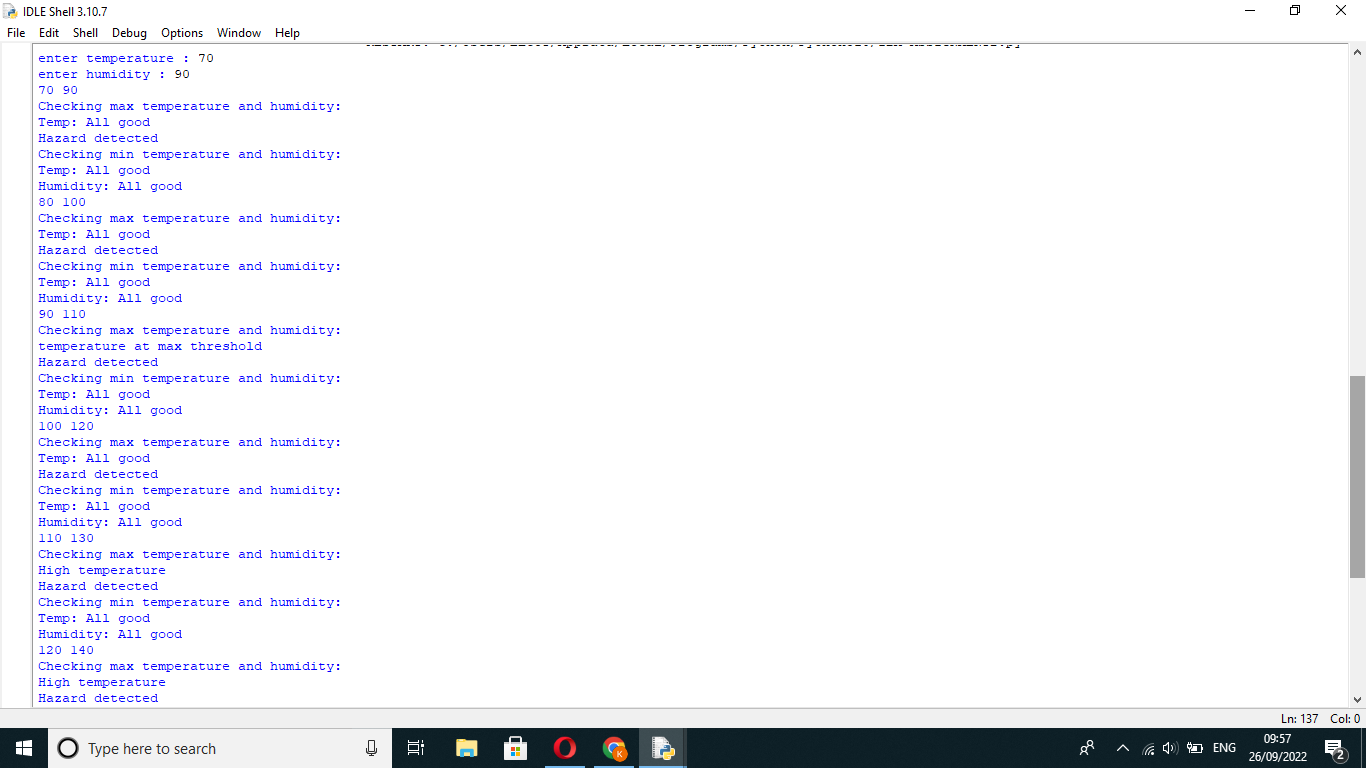 IDLE Shell 3.10.7
File Edit Shell Debug Options Window Help
enter temperature : 70
enter humidity : 90
70 90
Checking max temperature and humidity:
Temp: All good
Hazard detected
Checking min temperature and humidity:
Temp: All good
Humidity: All good
80 100
Checking max temperature and humidity:
Temp: All good
Hazard detected
Checking min temperature and humidity:
Temp: All good
Humidity: All good
90 110
Checking max temperature and humidity:
temperature at max threshold
Hazard detected
Checking min temperature and humidity:
Temp: All good
Humidity: All good
100 120
Checking max temperature and humidity:
Temp: All good
Hazard detected
Checking min temperature and humidity:
Temp: All good
Humidity: All good
110 130
Checking max temperature and humidity:
High temperature
Hazard detected
Checking min temperature and humidity:
Temp: All good
Humidity: All good
120 140
Checking max temperature and humidity:
High temperature
Hazard detected
Ln: 137 Col: 0
Type here to search
K
ENG
09:57
26/09/2022
2